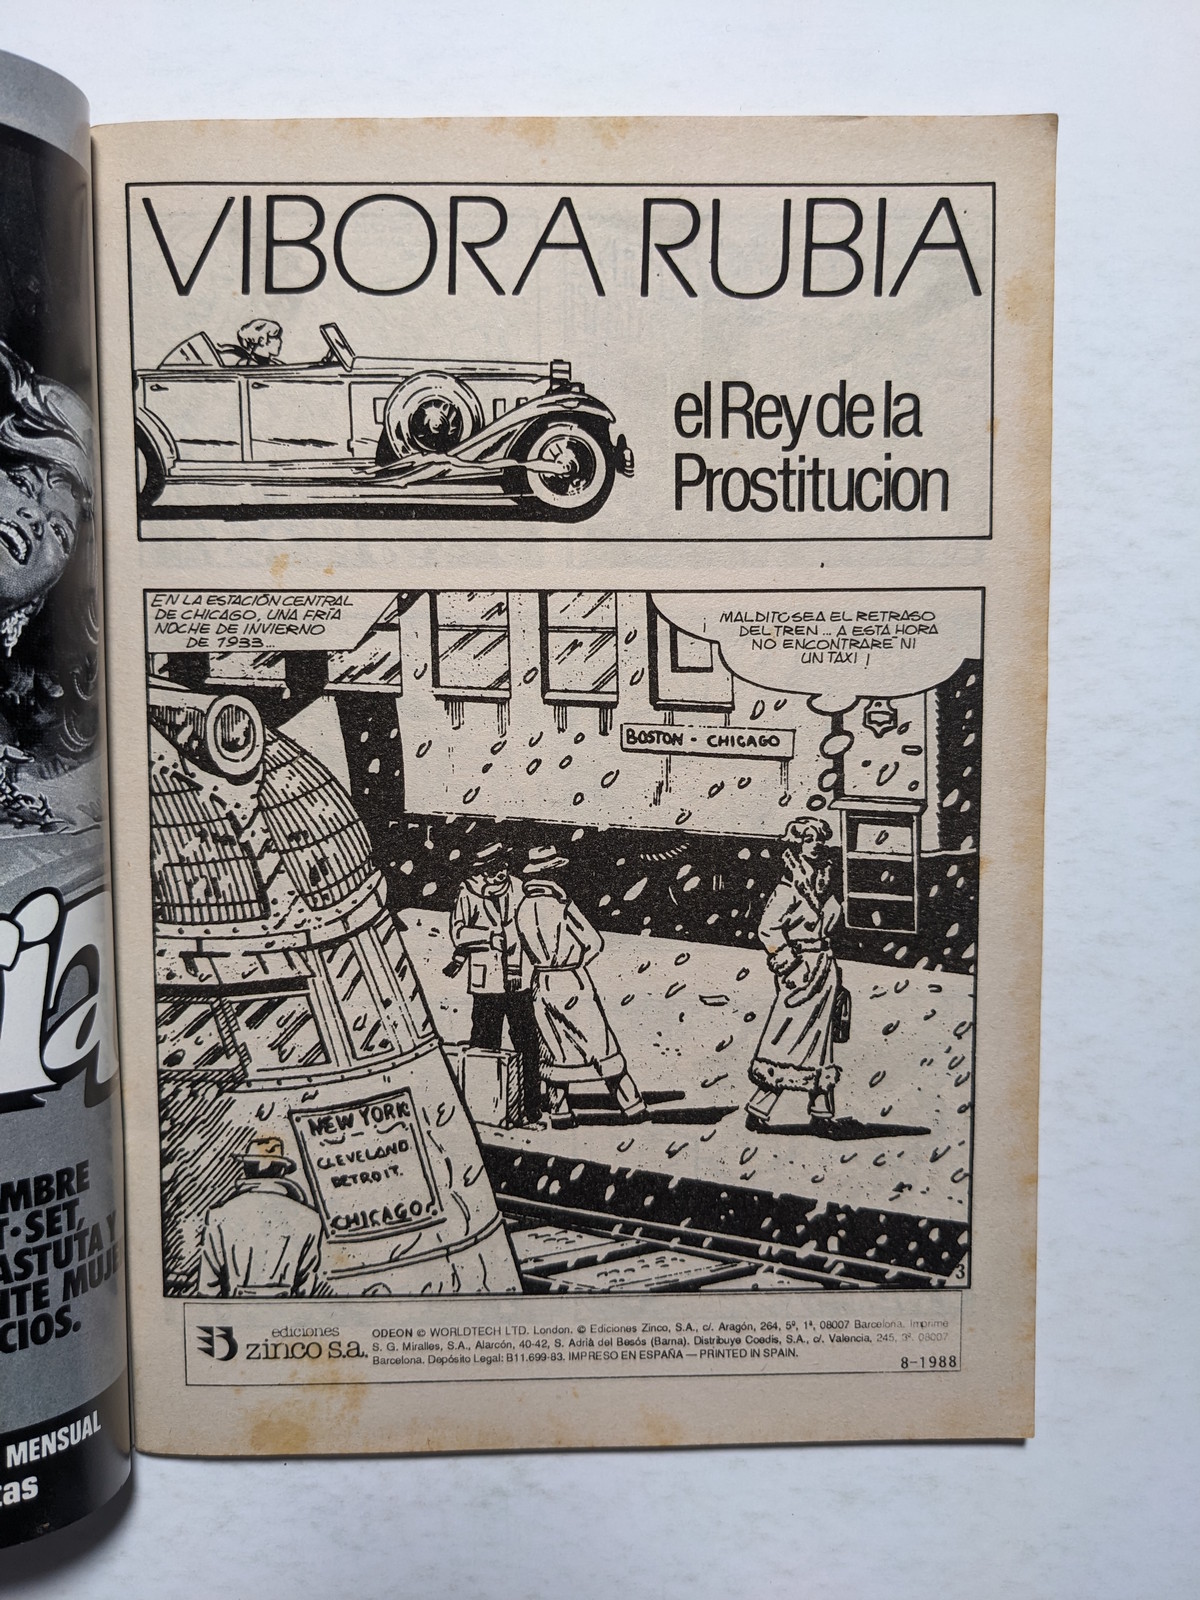 VIBORA RUBIA
el Rey de la
Prostitucion
EN LA ESTACIÓN CENTRAL
DE CHICAGO, UNA FRÍA
NOCHE DE INVIERNO
DE 1933...
MALDITO SEA EL RETRASO
DEL TREN... A ESTA HORA
NO ENCONTRARE NI
UN TAXI!
BOSTON - CHICAGO
NEW YORK
CLEVELAND
DETROIT.
CHICAGO.
3
ediciones
zinco s.a.
ODEON © WORLDTECH LTD. London. © Ediciones Zinco, S.A., c/. Aragón, 264, 5º, 1ª, 08007 Barcelona. Imprime
S. G. Miralles, S.A., Alarcón, 40-42, S. Adriá del Besós (Barna). Distribuye Coedis, S.A., c/. Valencia, 245, 3º. 08007
Barcelona. Depósito Legal: B11.699-83. IMPRESO EN ESPAÑA — PRINTED IN SPAIN.
8-1988
MBRE
T-SET,
ASTUTA Y
NTE MUJE
CIOS.
MENSUAL
tas